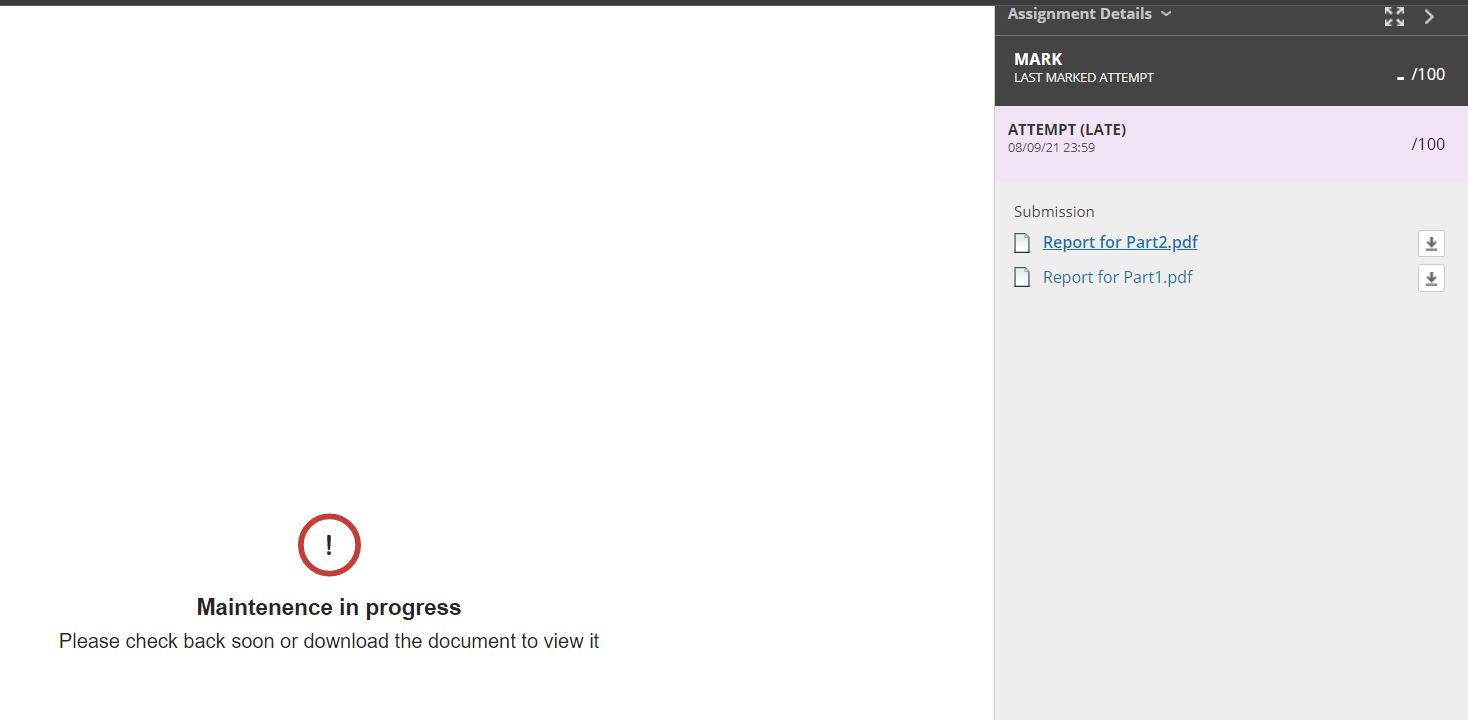 Assignment Details
MARK
LAST MARKED ATTEMPT
- /100
ATTEMPT (LATE)
08/09/21 23:59
/100
Submission
Report for Part2.pdf
Report for Part1.pdf
!
Maintenence in progress
Please check back soon or download the document to view it